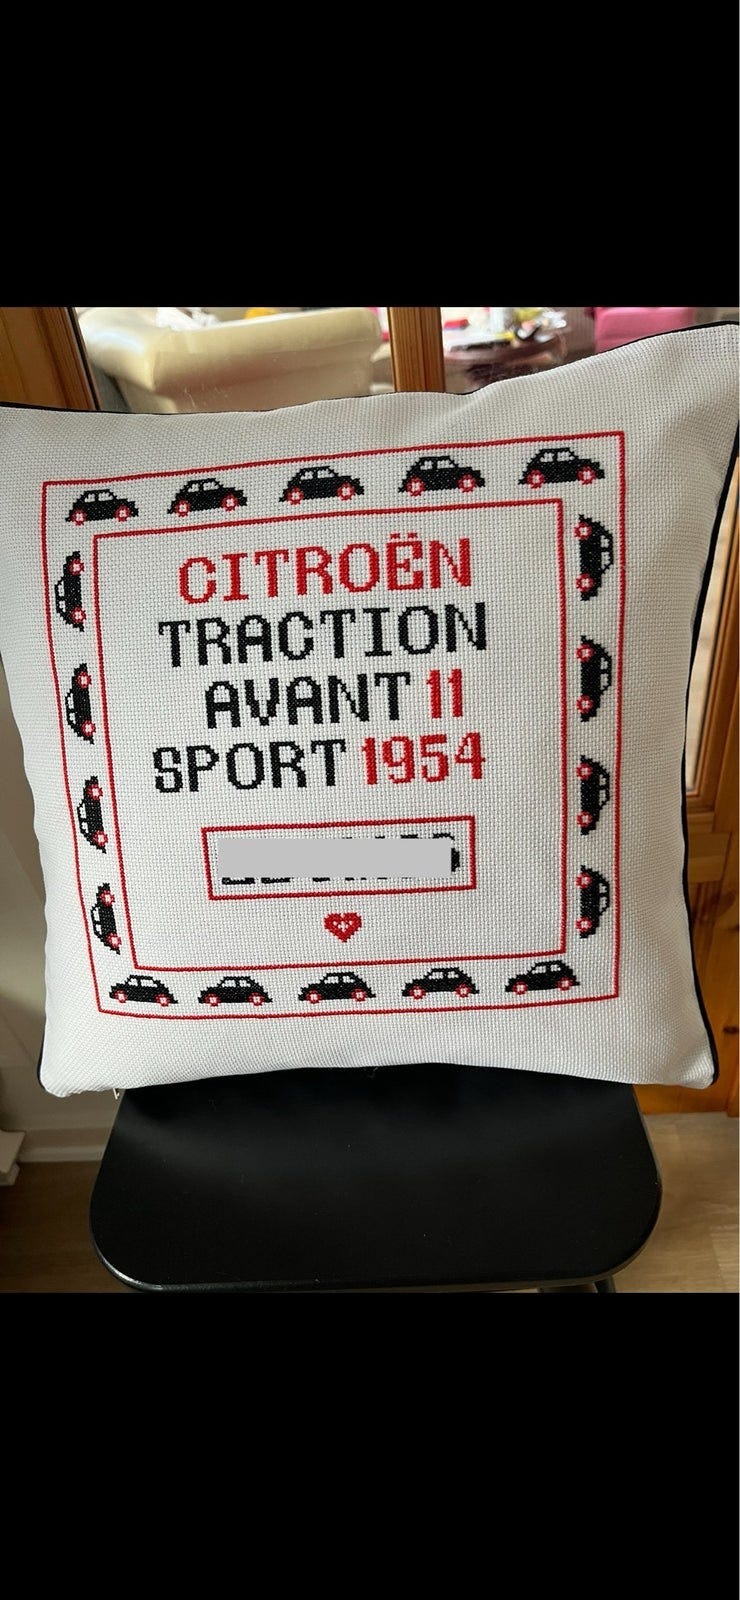 CITROËN
TRACTION
AVANT 11
SPORT 1954